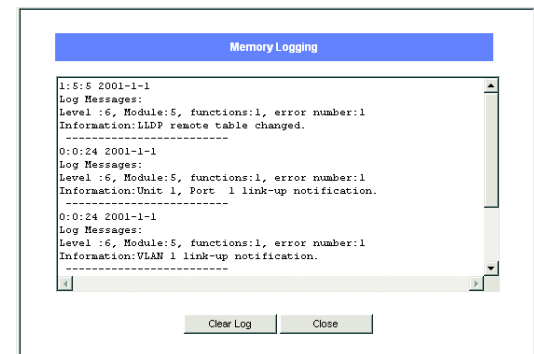 Memory Logging
1:5:5 2001-1-1
Log Messages:
Level :6, Module:5, functions:1, error number:1
Information:LLDP remote table changed.
-------------------------
0:0:24 2001-1-1
Log Messages:
Level :6, Module:5, functions:1, error number:1
Information:Unit 1, Port  1 link-up notification.
-------------------------
0:0:24 2001-1-1
Log Messages:
Level :6, Module:5, functions:1, error number:1
Information:VLAN 1 link-up notification.
-------------------------
Clear Log
Close